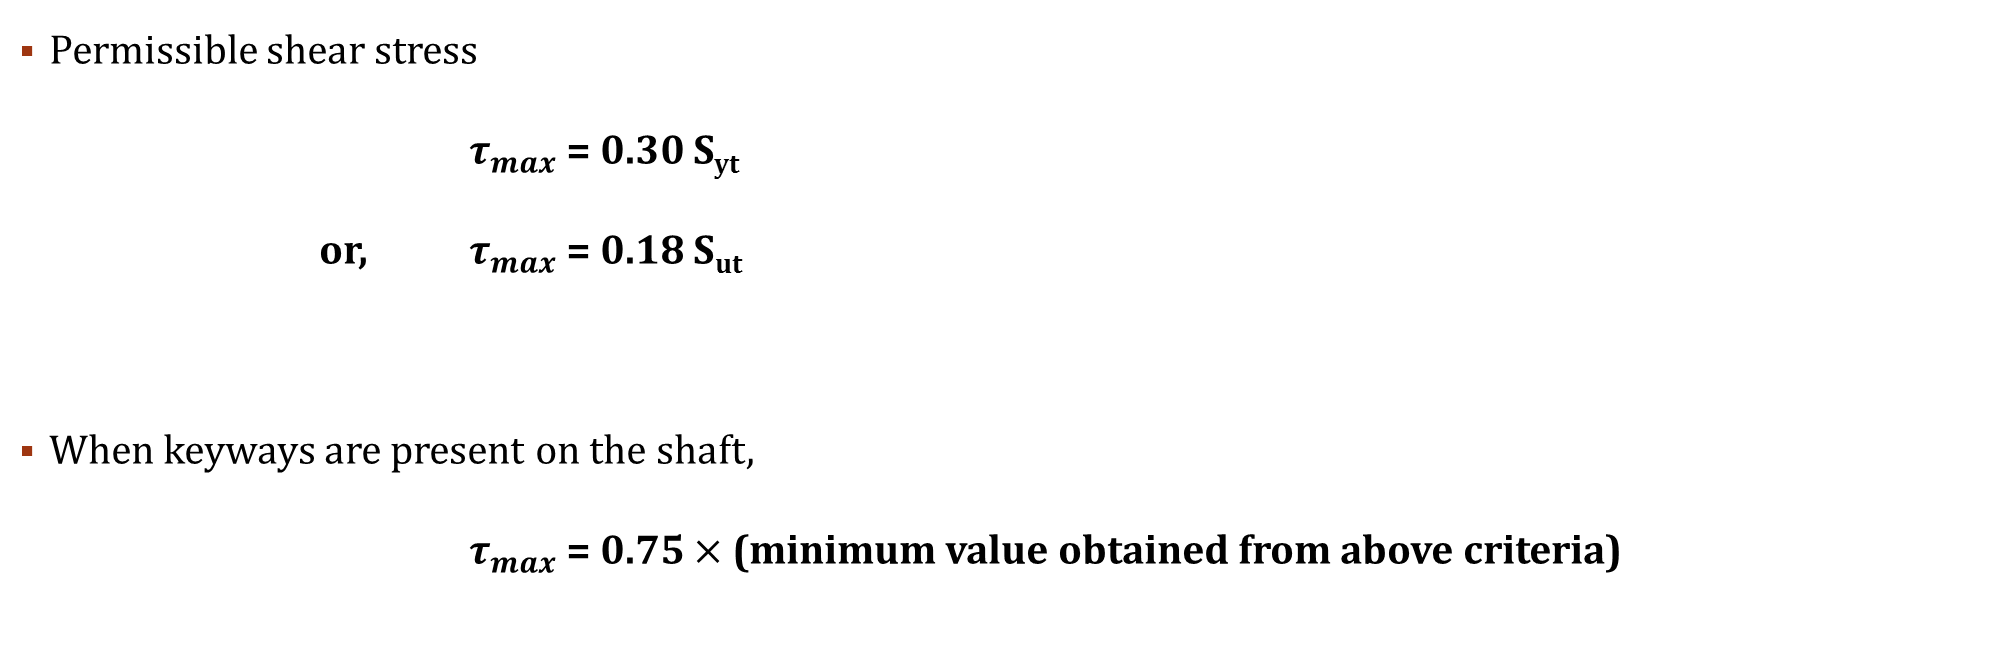 ▪ Permissible shear stress
τₘₐₓ = 0.30 Syt
or, τₘₐₓ = 0.18 Sut
▪ When keyways are present on the shaft,
τₘₐₓ = 0.75 × (minimum value obtained from above criteria)